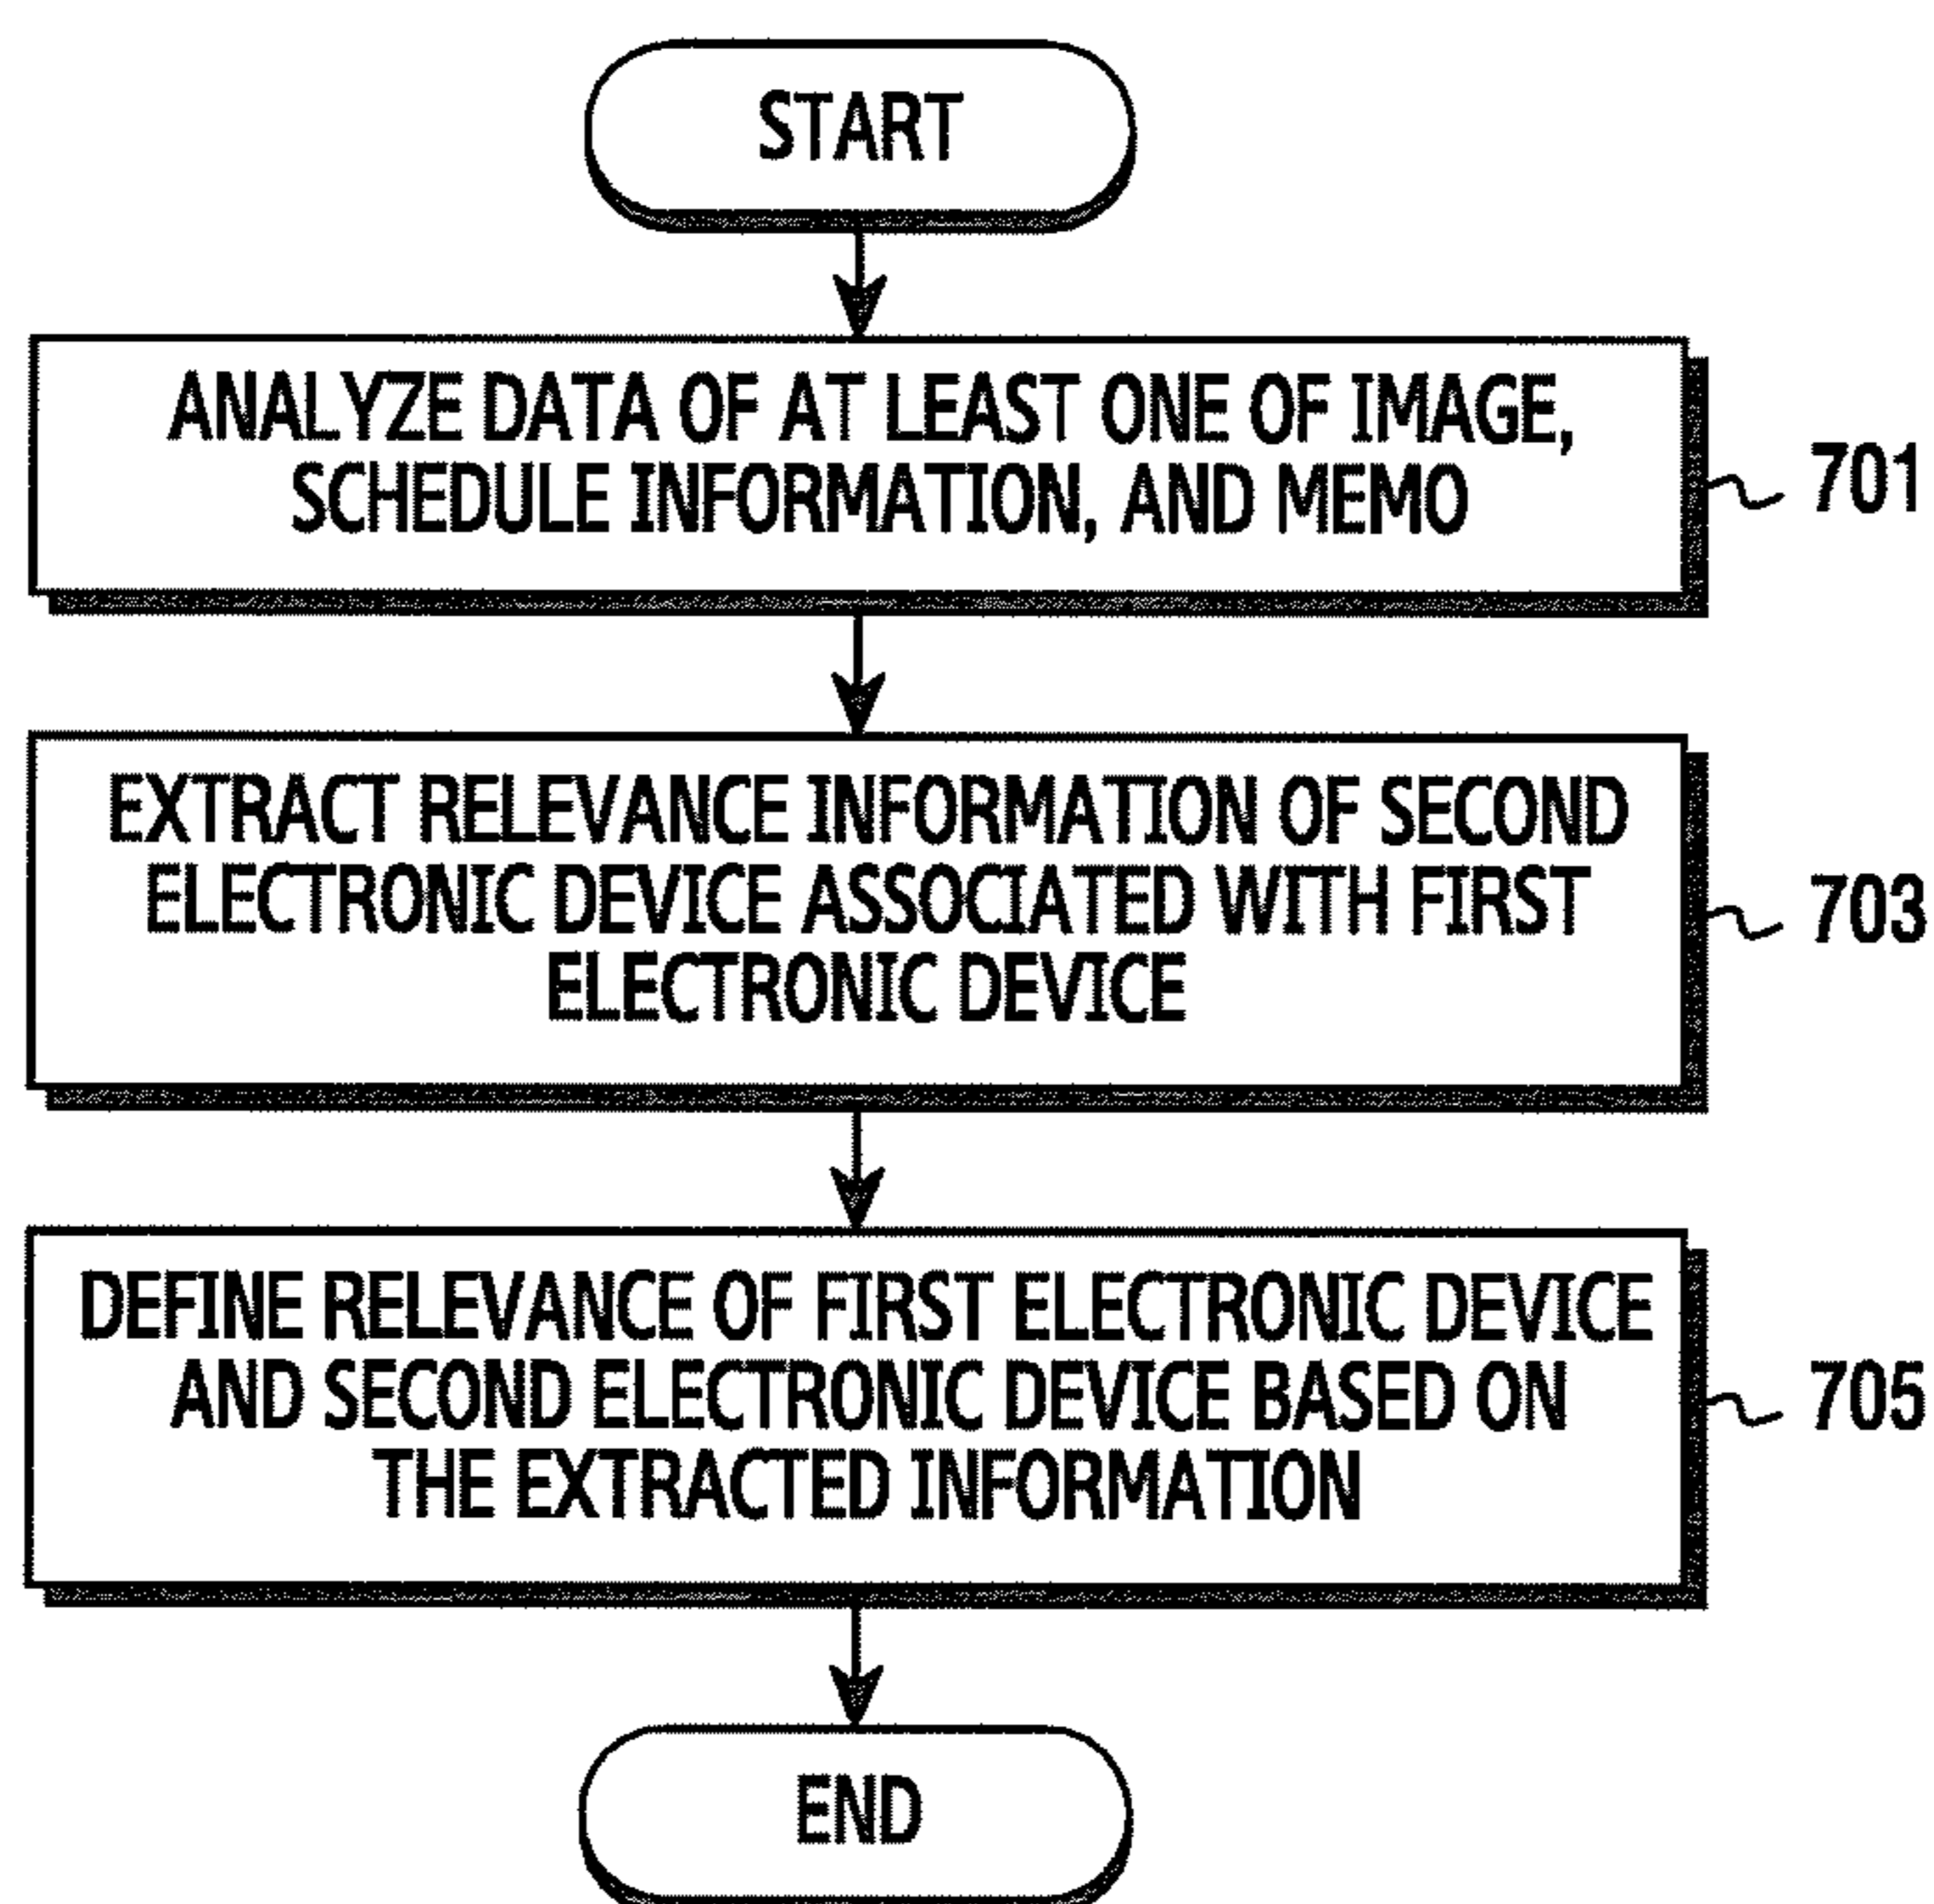 START
ANALYZE DATA OF AT LEAST ONE OF IMAGE,
SCHEDULE INFORMATION, AND MEMO
701
EXTRACT RELEVANCE INFORMATION OF SECOND
ELECTRONIC DEVICE ASSOCIATED WITH FIRST
ELECTRONIC DEVICE
703
DEFINE RELEVANCE OF FIRST ELECTRONIC DEVICE
AND SECOND ELECTRONIC DEVICE BASED ON
THE EXTRACTED INFORMATION
705
END